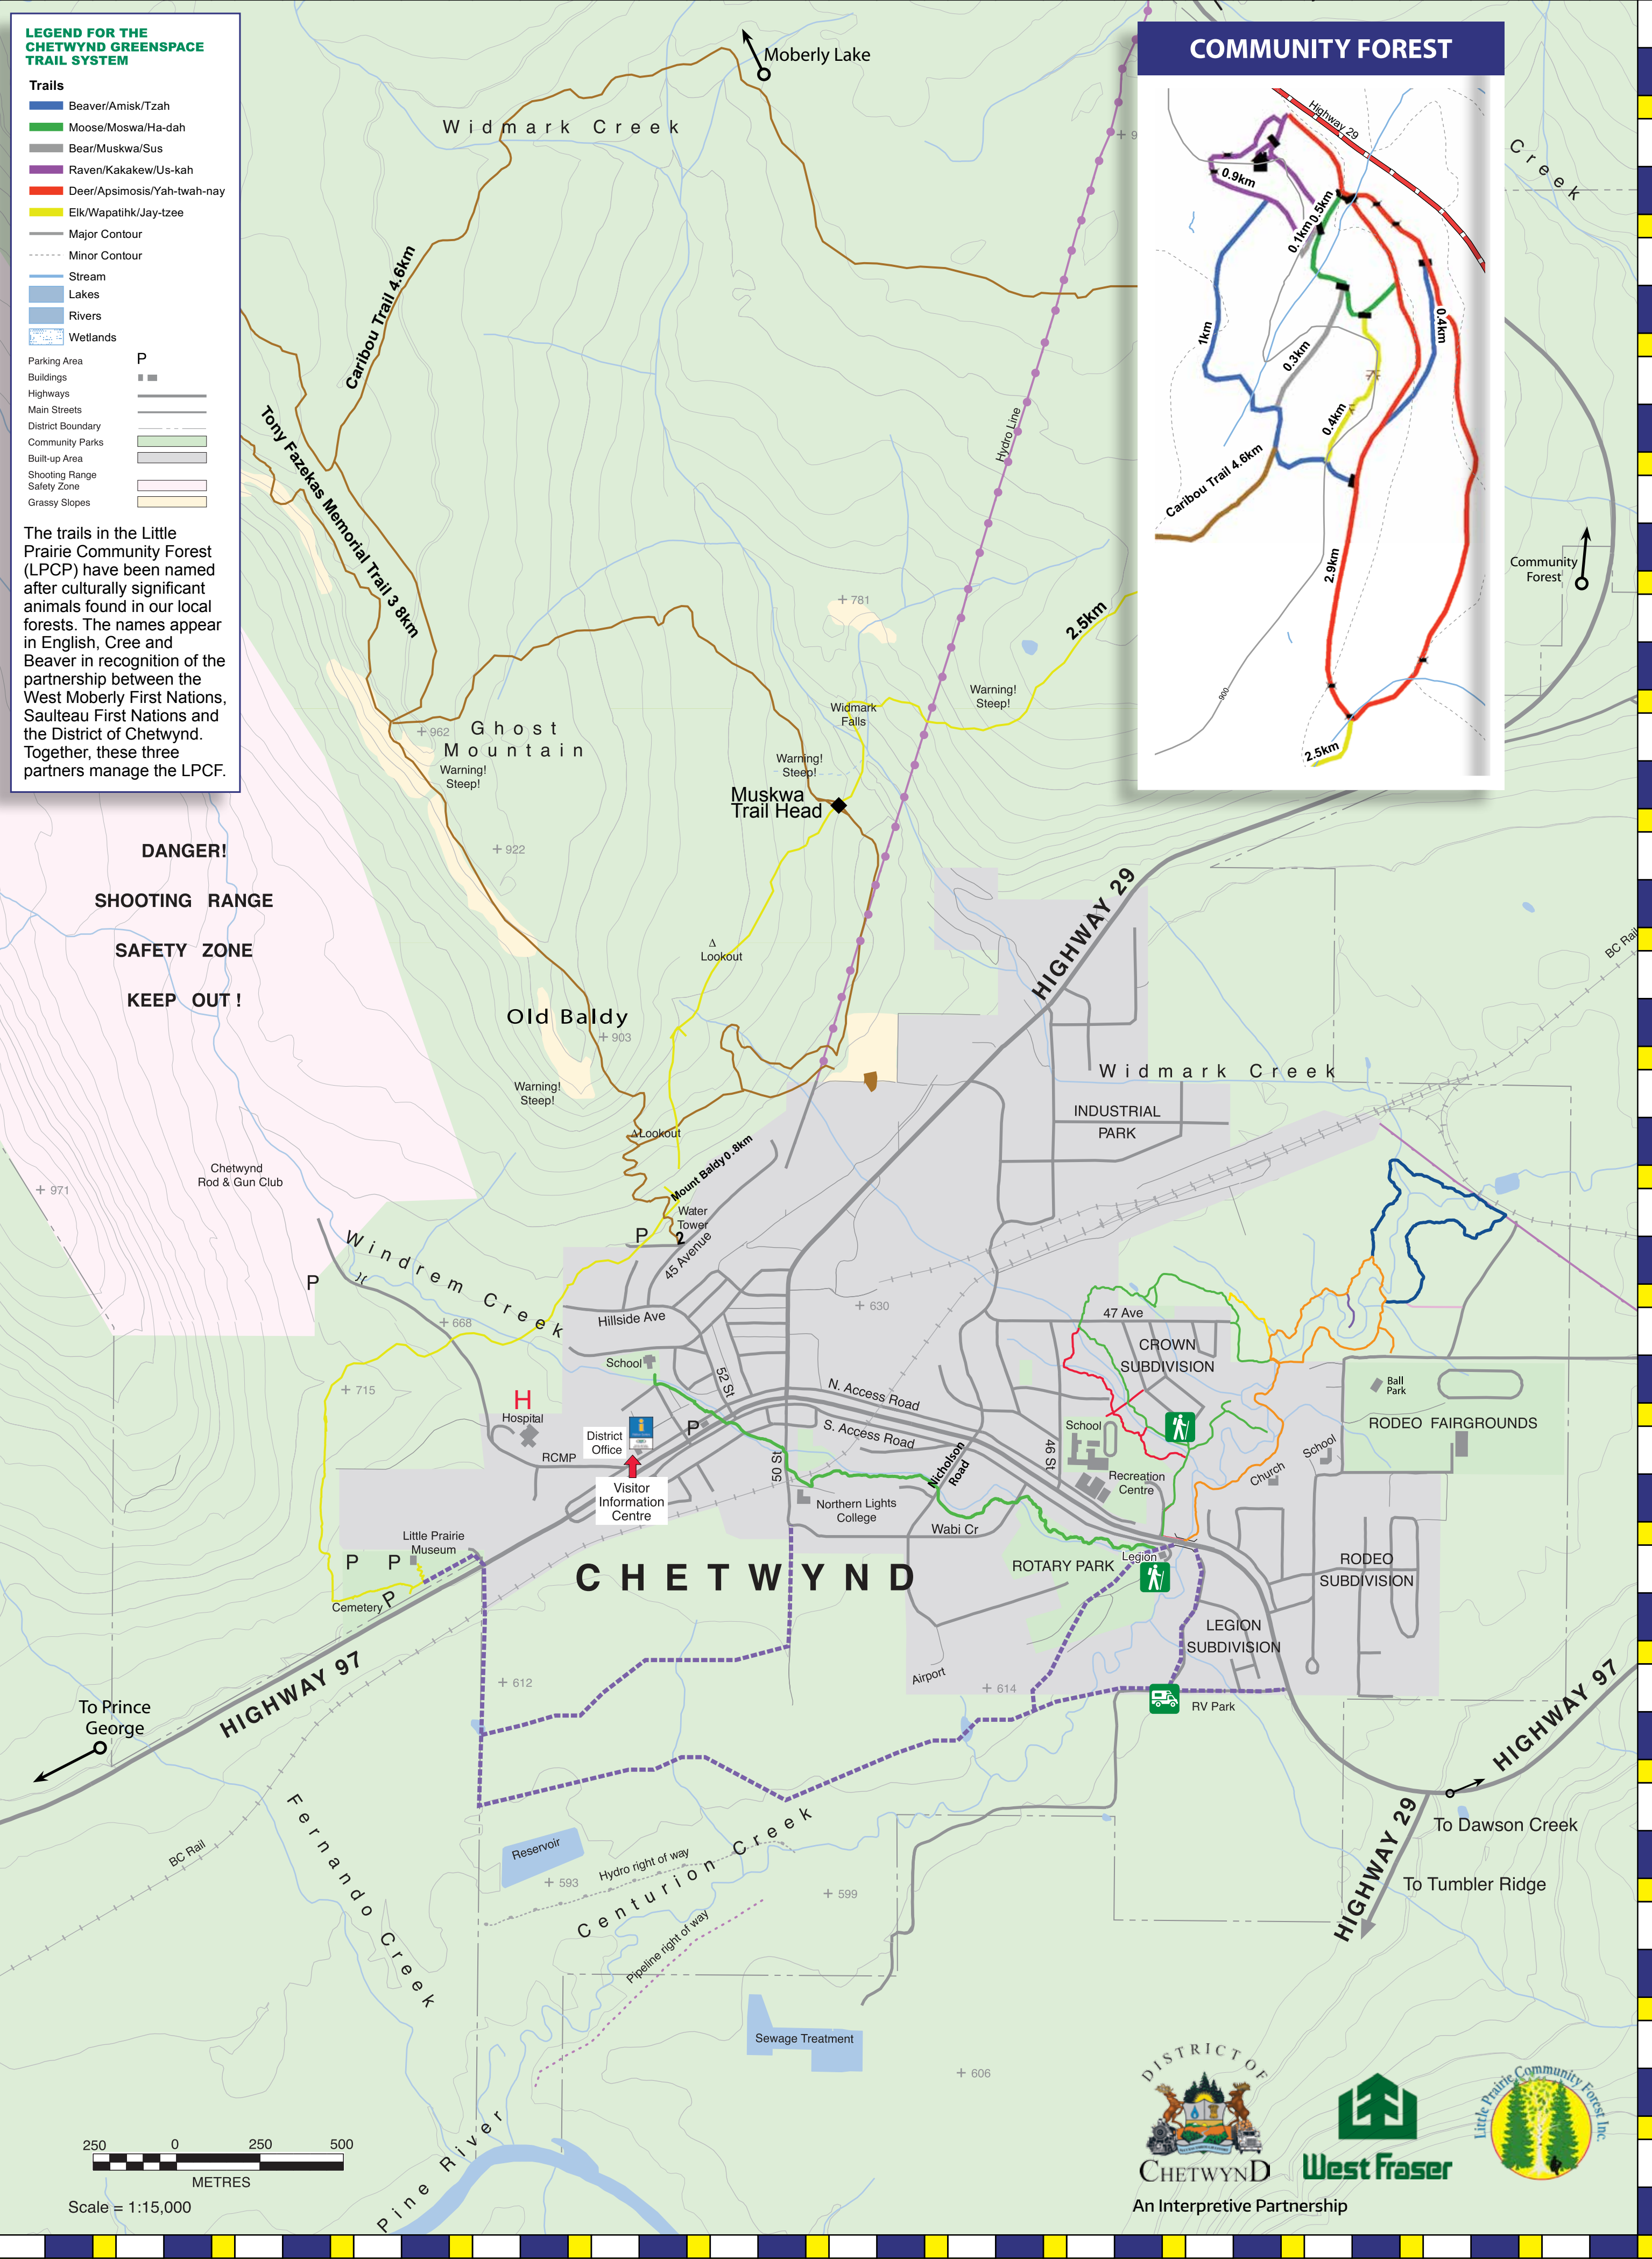 LEGEND FOR THE
CHETWYND GREENSPACE
TRAIL SYSTEM
Trails
Beaver/Amisk/Tzah
Moose/Moswa/Ha-dah
Bear/Muskwa/Sus
Raven/Kakakew/Us-kah
Deer/Apsimosis/Yah-twah-nay
Elk/Wapatihk/Jay-tzee
Major Contour
Minor Contour
Stream
Lakes
Rivers
Wetlands
Parking Area P
Buildings
Highways
Main Streets
District Boundary
Community Parks
Built-up Area
Shooting Range
Safety Zone
Grassy Slopes
The trails in the Little
Prairie Community Forest
(LPCP) have been named
after culturally significant
animals found in our local
forests. The names appear
in English, Cree and
Beaver in recognition of the
partnership between the
West Moberly First Nations,
Saulteau First Nations and
the District of Chetwynd.
Together, these three
partners manage the LPCF.
Moberly Lake
Widmark Creek
Caribou Trail 4.6km
Tony Fazekas Memorial Trail 3 8km
Hydro Line
COMMUNITY FOREST
Highway 29
0.9km
0.5km
0.1km
1km
0.3km
0.4km
0.4km
Caribou Trail 4.6km
2.9km
900
2.5km
Creek
Community
Forest
+ 781
2.5km
Warning!
Steep!
Widmark
Falls
+ 962
Ghost
Mountain
Warning!
Steep!
Warning!
Steep!
Muskwa
Trail Head
+ 922
DANGER!
SHOOTING RANGE
SAFETY ZONE
KEEP OUT !
HIGHWAY 29
Lookout
BC Rail
Old Baldy
+ 903
Warning!
Steep!
Widmark Creek
INDUSTRIAL
PARK
Lookout
Mount Baldy 0.8km
Chetwynd
Rod & Gun Club
+ 971
Water
Tower
P
2
45 Avenue
Windrem Creek
P
+ 630
+ 668
Hillside Ave
47 Ave
CROWN
SUBDIVISION
School
52 St
+ 715
N. Access Road
S. Access Road
Ball
Park
RODEO FAIRGROUNDS
H
Hospital
District
Office
P
RCMP
School
46 St
School
Church
Recreation
Centre
Nicholson
Road
50 St
Visitor
Information
Centre
Northern Lights
College
Wabi Cr
Little Prairie
Museum
P P
P
Cemetery
CHETWYND
ROTARY PARK
Legion
RODEO
SUBDIVISION
LEGION
SUBDIVISION
Airport
+ 612
+ 614
RV Park
HIGHWAY 97
To Prince
George
HIGHWAY 97
To Dawson Creek
HIGHWAY 29
To Tumbler Ridge
BC Rail
Fernando Creek
Reservoir
Hydro right of way
+ 593
Centurion Creek
+ 599
Pipeline right of way
Sewage Treatment
+ 606
Pine River
250 0 250 500
METRES
Scale = 1:15,000
DISTRICT OF
CHETWYND
West Fraser
Little Prairie Community Forest Inc.
An Interpretive Partnership